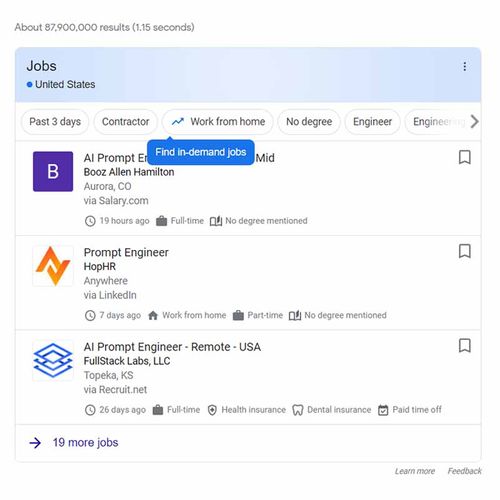 About 87,900,000 results (1.15 seconds)
Jobs
United States
Past 3 days
Contractor
Work from home
No degree
Engineer
Engineering
Find in-demand jobs
AI Prompt Mid
B
Booz Allen Hamilton
Aurora, CO
via Salary.com
19 hours ago Full-time No degree mentioned
Prompt Engineer
HopHR
Anywhere
via LinkedIn
7 days ago Work from home Part-time No degree mentioned
AI Prompt Engineer - Remote - USA
FullStack Labs, LLC
Topeka, KS
via Recruit.net
26 days ago Full-time Health insurance Dental insurance Paid time off
19 more jobs
Learn more Feedback